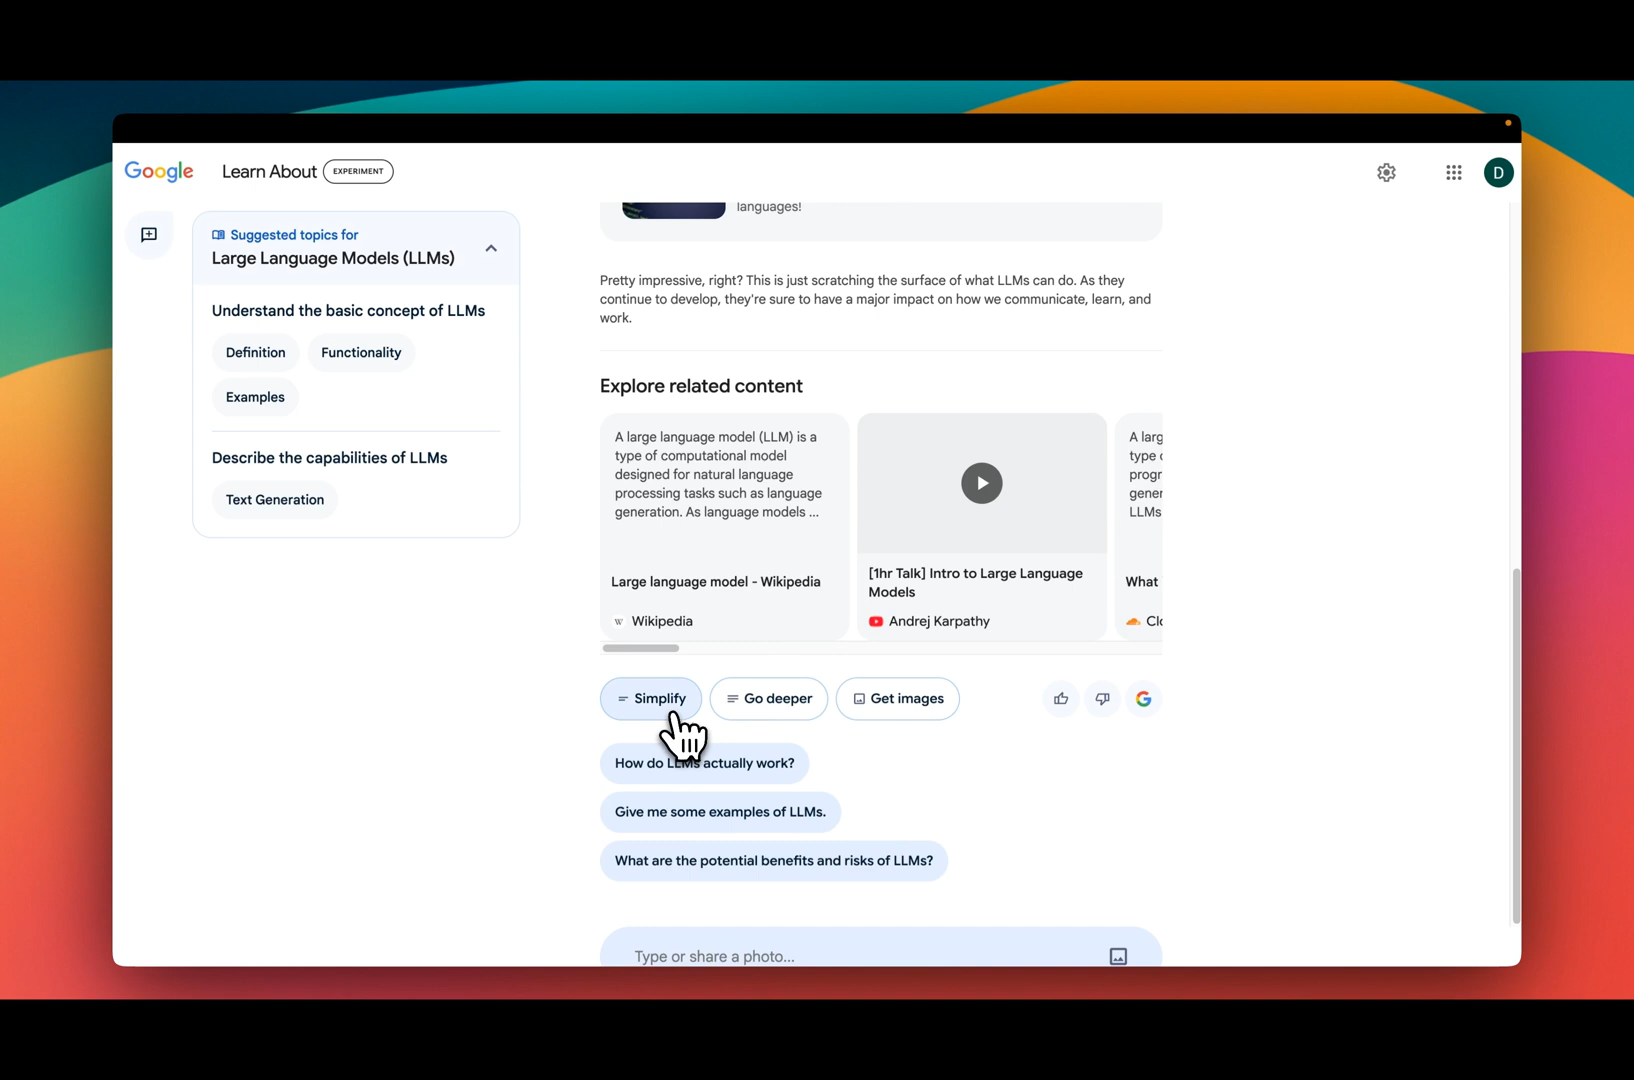 Google
Learn About
EXPERIMENT
D
Suggested topics for
Large Language Models (LLMs)
Understand the basic concept of LLMs
Definition
Functionality
Examples
Describe the capabilities of LLMs
Text Generation
languages!
Pretty impressive, right? This is just scratching the surface of what LLMs can do. As they
continue to develop, they're sure to have a major impact on how we communicate, learn, and
work.
Explore related content
A large language model (LLM) is a
type of computational model
designed for natural language
processing tasks such as language
generation. As language models ...
Large language model - Wikipedia
W Wikipedia
[1hr Talk] Intro to Large Language
Models
Andrej Karpathy
A larg
type c
progr
gener
LLMs
What
Clo
Simplify
Go deeper
Get images
G
How do LLMs actually work?
Give me some examples of LLMs.
What are the potential benefits and risks of LLMs?
Type or share a photo...